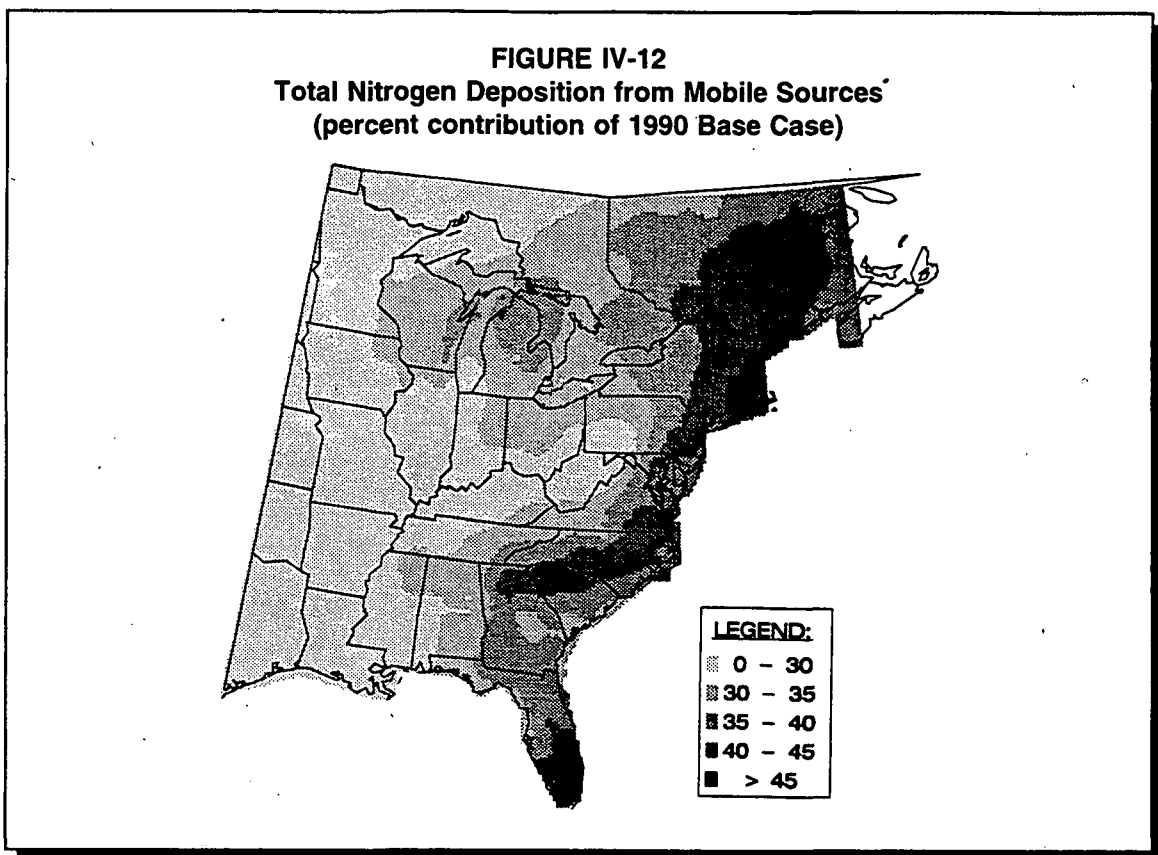 FIGURE IV-12
Total Nitrogen Deposition from Mobile Sources
(percent contribution of 1990 Base Case)
LEGEND:
0 - 30
30 - 35
35 - 40
40 - 45
> 45